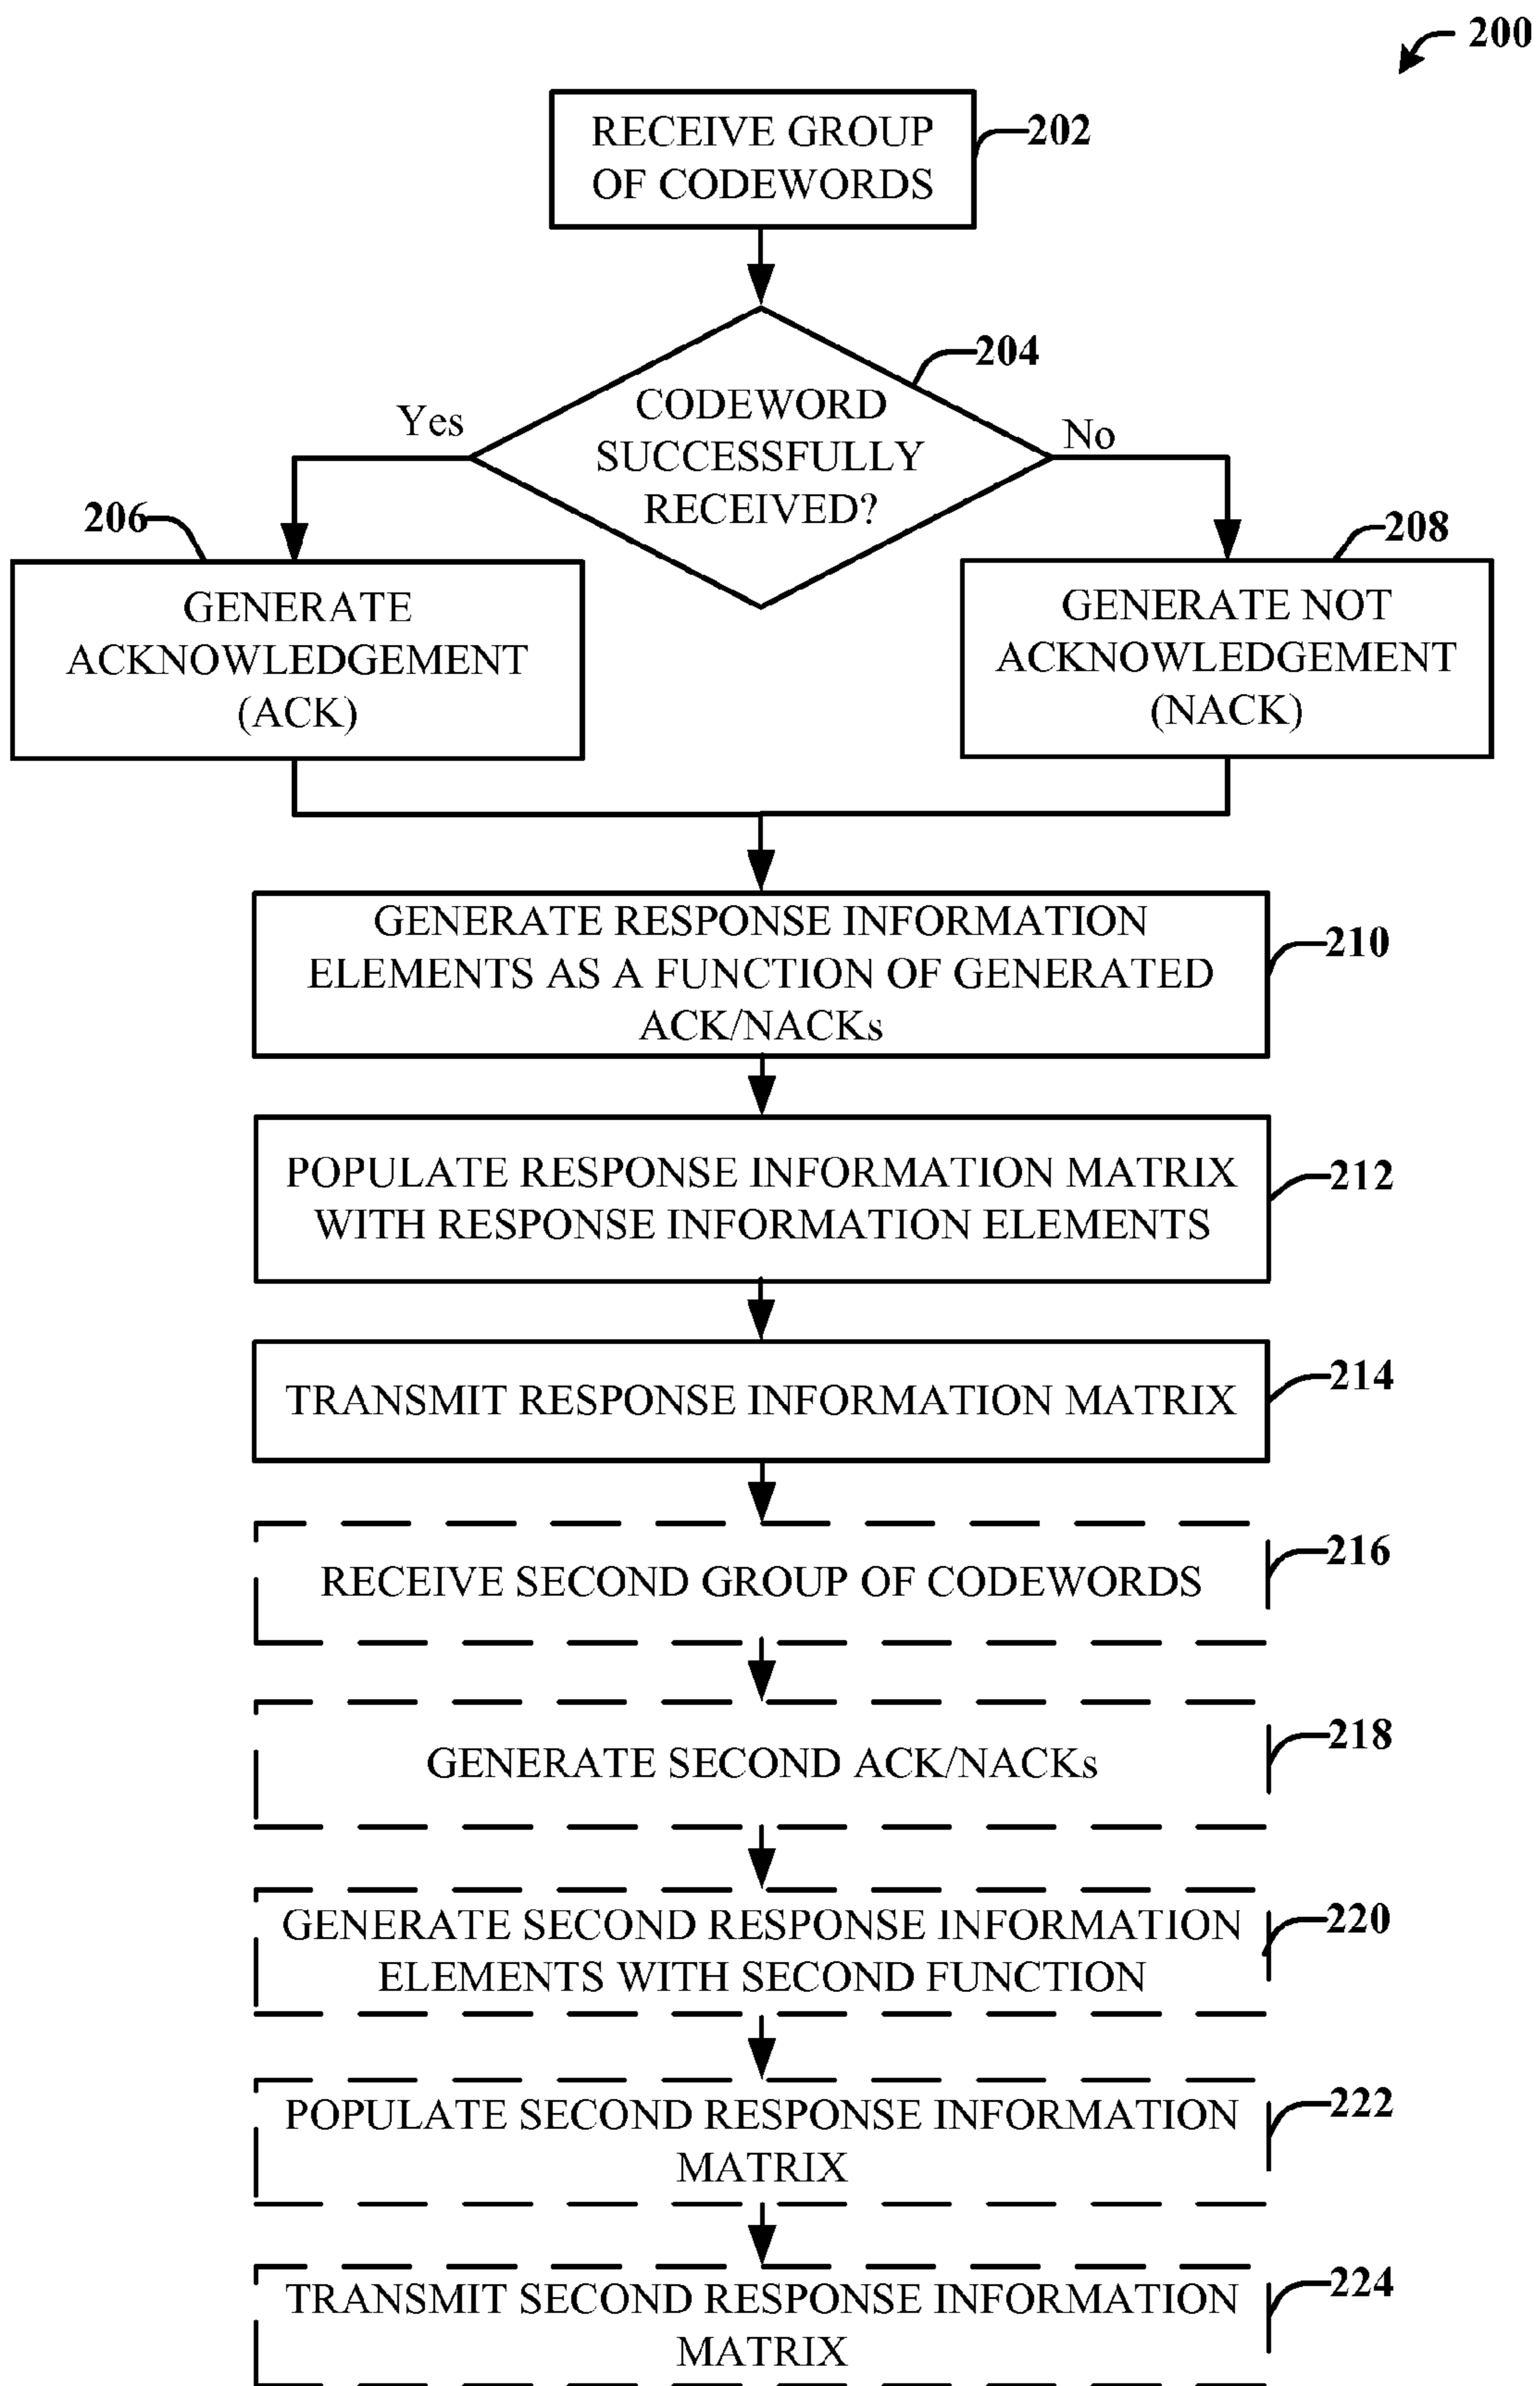 200
RECEIVE GROUP
OF CODEWORDS
202
204
CODEWORD
SUCCESSFULLY
RECEIVED?
Yes
No
206
208
GENERATE
ACKNOWLEDGEMENT
(ACK)
GENERATE NOT
ACKNOWLEDGEMENT
(NACK)
GENERATE RESPONSE INFORMATION
ELEMENTS AS A FUNCTION OF GENERATED
ACK/NACKs
210
POPULATE RESPONSE INFORMATION MATRIX
WITH RESPONSE INFORMATION ELEMENTS
212
TRANSMIT RESPONSE INFORMATION MATRIX
214
RECEIVE SECOND GROUP OF CODEWORDS
216
GENERATE SECOND ACK/NACKs
218
GENERATE SECOND RESPONSE INFORMATION
ELEMENTS WITH SECOND FUNCTION
220
POPULATE SECOND RESPONSE INFORMATION
MATRIX
222
TRANSMIT SECOND RESPONSE INFORMATION
MATRIX
224